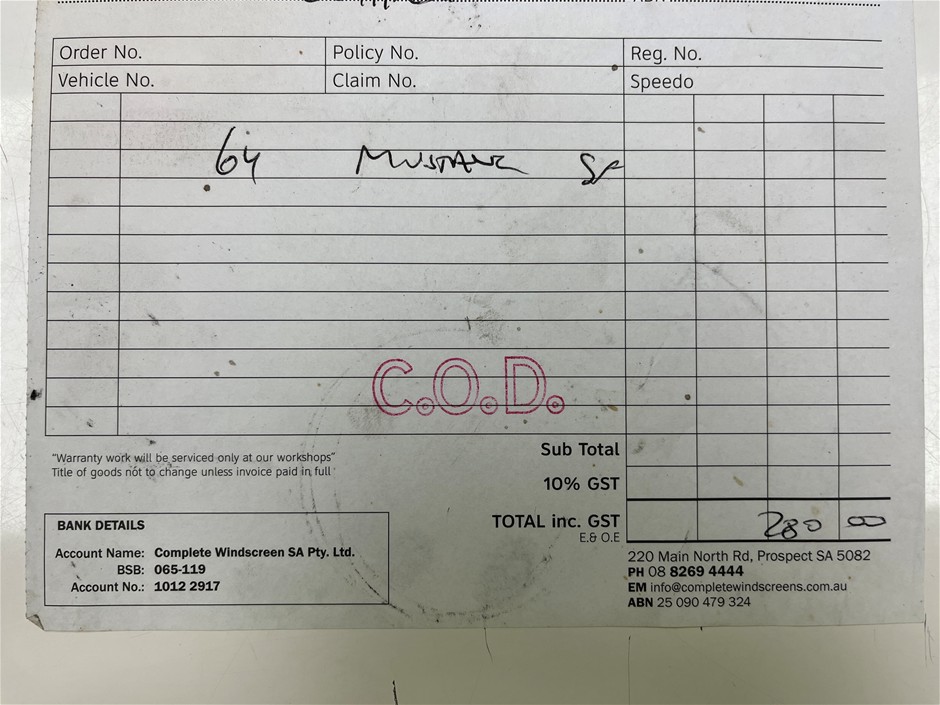 Order No. Policy No. Reg. No.
Vehicle No. Claim No. Speedo
64 MUSTANG
C.O.D.
Sub Total
"Warranty work will be serviced only at our workshops"
Title of goods not to change unless invoice paid in full
10% GST
TOTAL inc. GST 280 00
E.& O.E
BANK DETAILS
Account Name: Complete Windscreen SA Pty. Ltd.
BSB: 065-119
Account No.: 1012 2917
220 Main North Rd, Prospect SA 5082
PH 08 8269 4444
EM info@completewindscreens.com.au
ABN 25 090 479 324